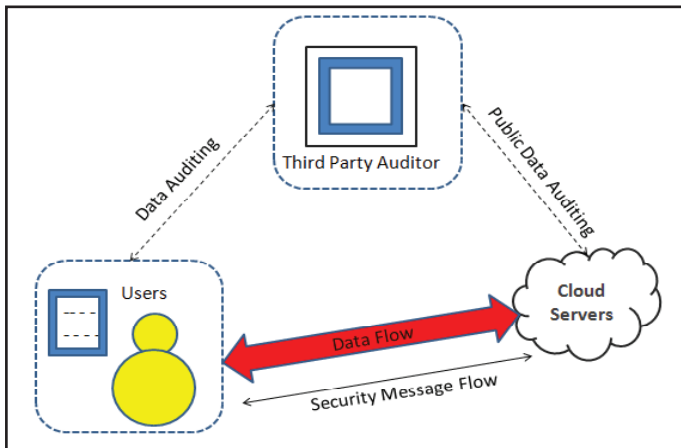 Third Party Auditor
Data Auditing
Public Data Auditing
Users
Cloud
Servers
Data Flow
Security Message Flow